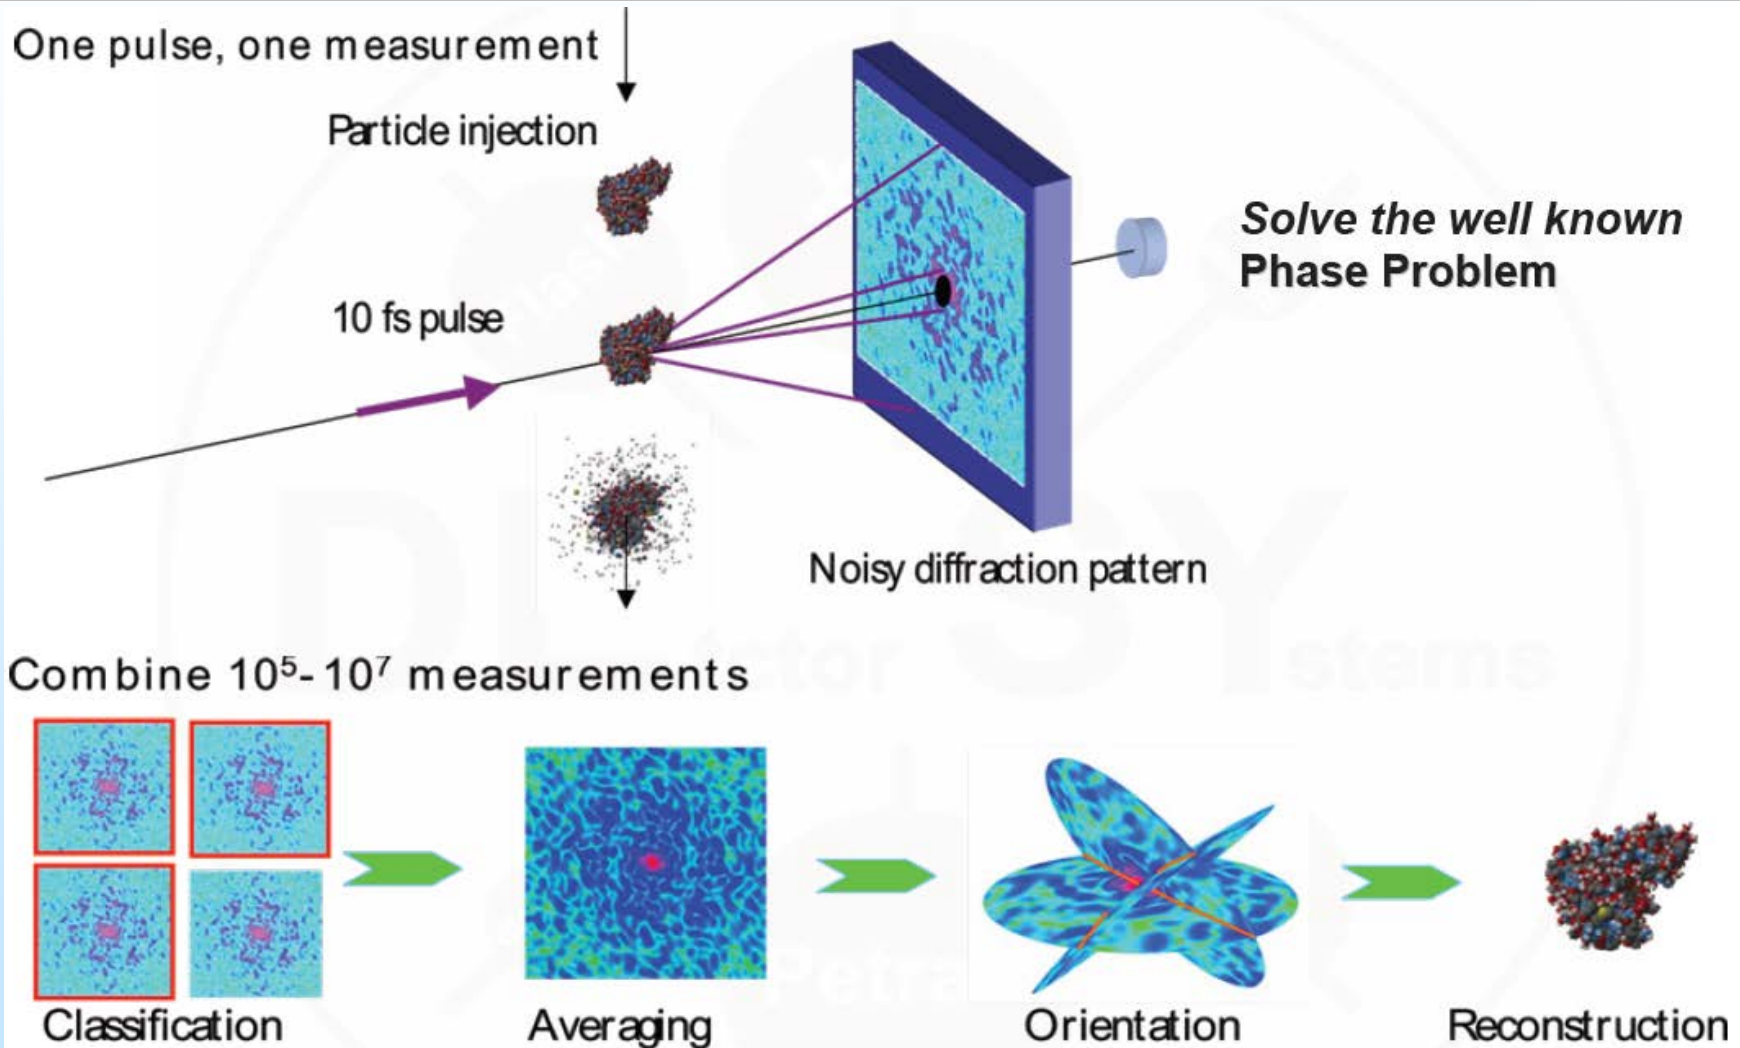 One pulse, one measurement
Particle injection
Solve the well known
Phase Problem
10 fs pulse
Noisy diffraction pattern
Combine 10⁵-10⁷ measurements
Classification
Averaging
Orientation
Reconstruction